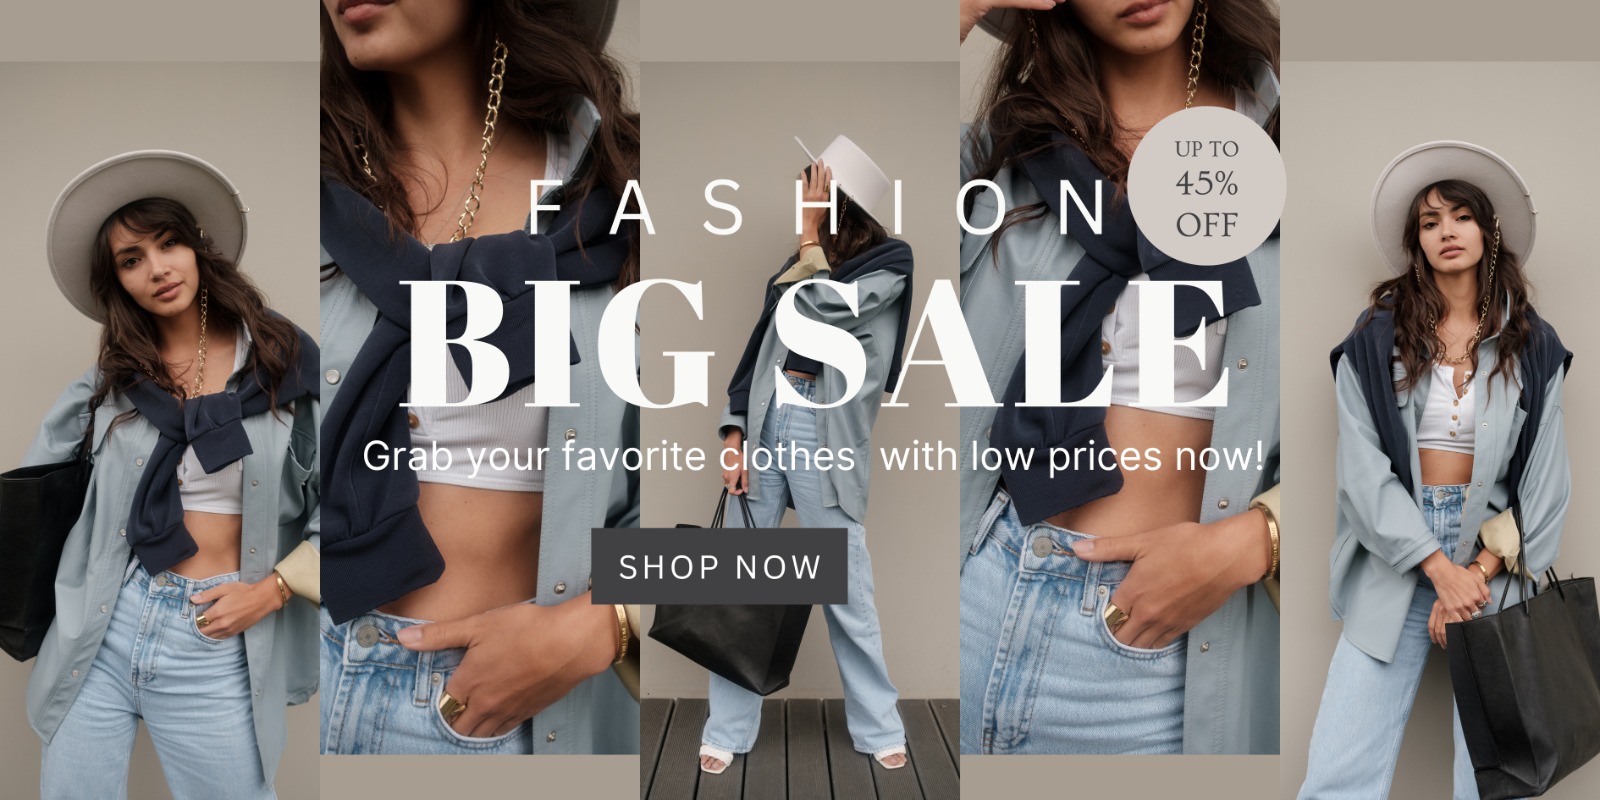 FASHION
UP TO
45%
OFF
BIG SALE
Grab your favorite clothes  with low prices now!
SHOP NOW